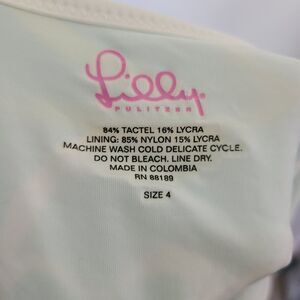 Lilly
PULITZER
84% TACTEL 16% LYCRA
LINING: 85% NYLON 15% LYCRA
MACHINE WASH COLD DELICATE CYCLE.
DO NOT BLEACH. LINE DRY.
MADE IN COLOMBIA
RN 88189
SIZE 4